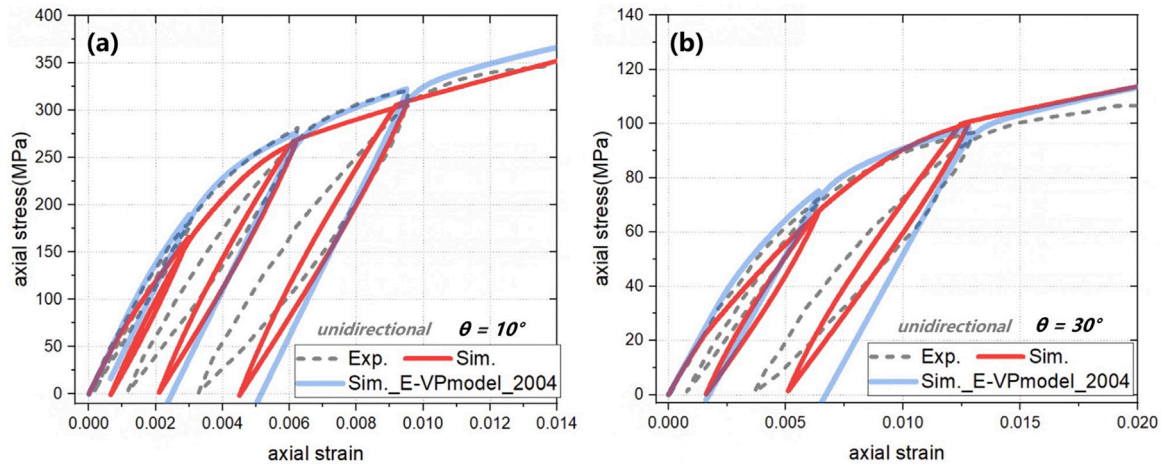 (a)
400
350
300
250
200
150
100
50
0
axial stress(MPa)
unidirectional θ = 10°
Exp. Sim.
Sim._E-VPmodel_2004
0.000 0.002 0.004 0.006 0.008 0.010 0.012 0.014
axial strain
(b)
140
120
100
80
60
40
20
0
axial stress(MPa)
unidirectional θ = 30°
Exp. Sim.
Sim._E-VPmodel_2004
0.000 0.005 0.010 0.015 0.020
axial strain